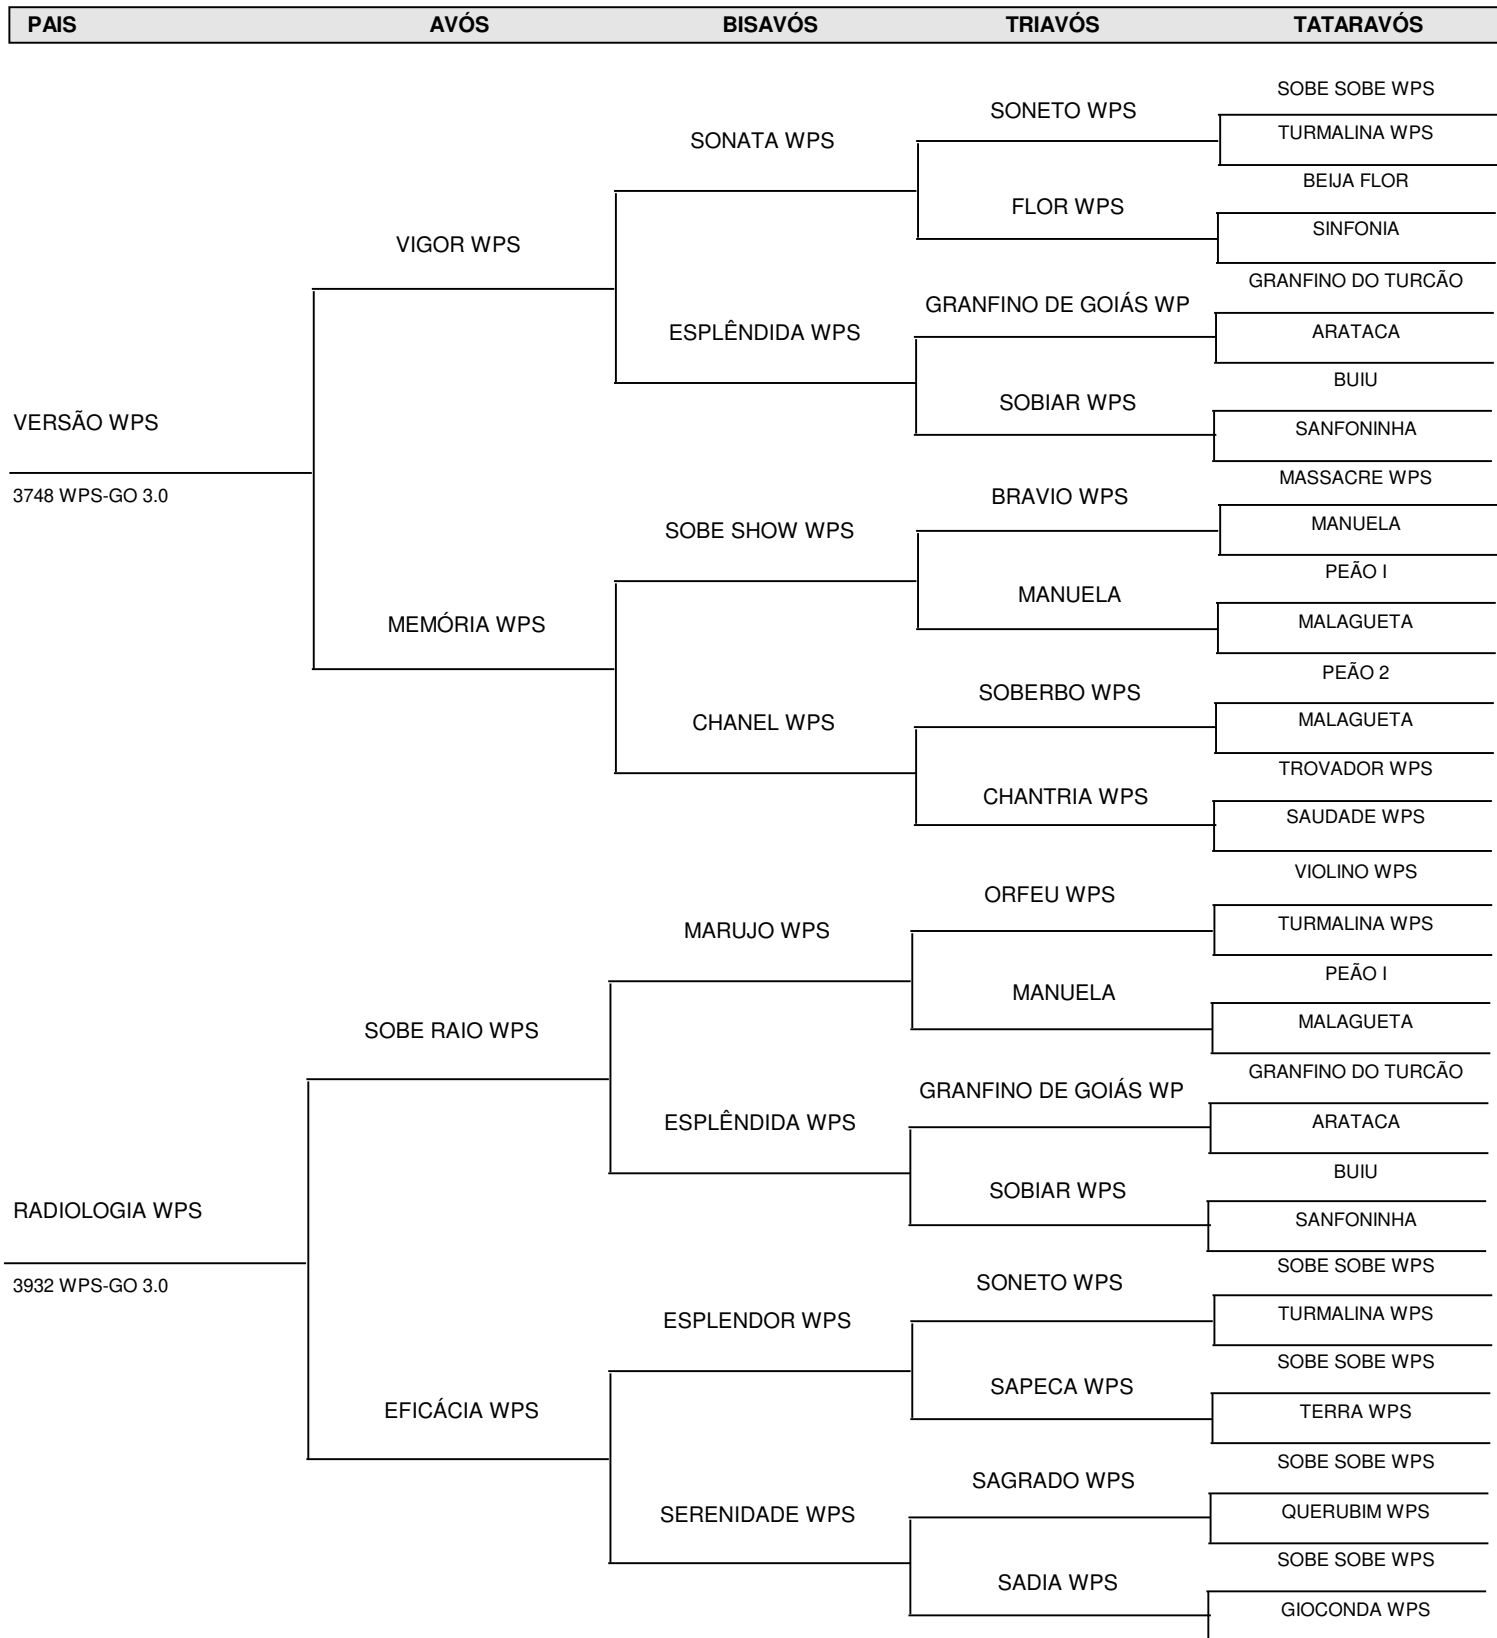 PAIS AVÓS BISAVÓS TRIAVÓS TATARAVÓS
SOBE SOBE WPS
SONETO WPS
TURMALINA WPS
SONATA WPS
BEIJA FLOR
FLOR WPS
SINFONIA
VIGOR WPS
GRANFINO DO TURCÃO
GRANFINO DE GOIÁS WP
ARATACA
ESPLÊNDIDA WPS
BUIU
SOBIAR WPS
SANFONINHA
VERSÃO WPS
3748 WPS-GO 3.0
MASSACRE WPS
BRAVIO WPS
MANUELA
SOBE SHOW WPS
PEÃO I
MANUELA
MALAGUETA
MEMÓRIA WPS
PEÃO 2
SOBERBO WPS
MALAGUETA
CHANEL WPS
TROVADOR WPS
CHANTRIA WPS
SAUDADE WPS
VIOLINO WPS
ORFEU WPS
TURMALINA WPS
MARUJO WPS
PEÃO I
MANUELA
MALAGUETA
SOBE RAIO WPS
GRANFINO DO TURCÃO
GRANFINO DE GOIÁS WP
ARATACA
ESPLÊNDIDA WPS
BUIU
SOBIAR WPS
SANFONINHA
RADIOLOGIA WPS
3932 WPS-GO 3.0
SOBE SOBE WPS
SONETO WPS
TURMALINA WPS
ESPLENDOR WPS
SOBE SOBE WPS
SAPECA WPS
TERRA WPS
EFICÁCIA WPS
SOBE SOBE WPS
SAGRADO WPS
QUERUBIM WPS
SERENIDADE WPS
SOBE SOBE WPS
SADIA WPS
GIOCONDA WPS